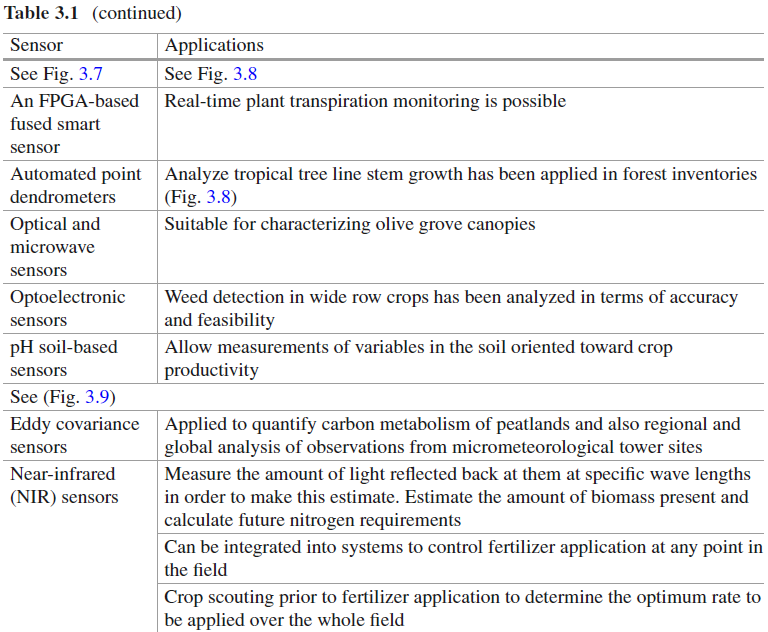 Table 3.1 (continued)
Sensor Applications
See Fig. 3.7 See Fig. 3.8
An FPGA-based
fused smart
sensor
Real-time plant transpiration monitoring is possible
Automated point
dendrometers
Analyze tropical tree line stem growth has been applied in forest inventories
(Fig. 3.8)
Optical and
microwave
sensors
Suitable for characterizing olive grove canopies
Optoelectronic
sensors
Weed detection in wide row crops has been analyzed in terms of accuracy
and feasibility
pH soil-based
sensors
Allow measurements of variables in the soil oriented toward crop
productivity
See (Fig. 3.9)
Eddy covariance
sensors
Applied to quantify carbon metabolism of peatlands and also regional and
global analysis of observations from micrometeorological tower sites
Near-infrared
(NIR) sensors
Measure the amount of light reflected back at them at specific wave lengths
in order to make this estimate. Estimate the amount of biomass present and
calculate future nitrogen requirements
Can be integrated into systems to control fertilizer application at any point in
the field
Crop scouting prior to fertilizer application to determine the optimum rate to
be applied over the whole field